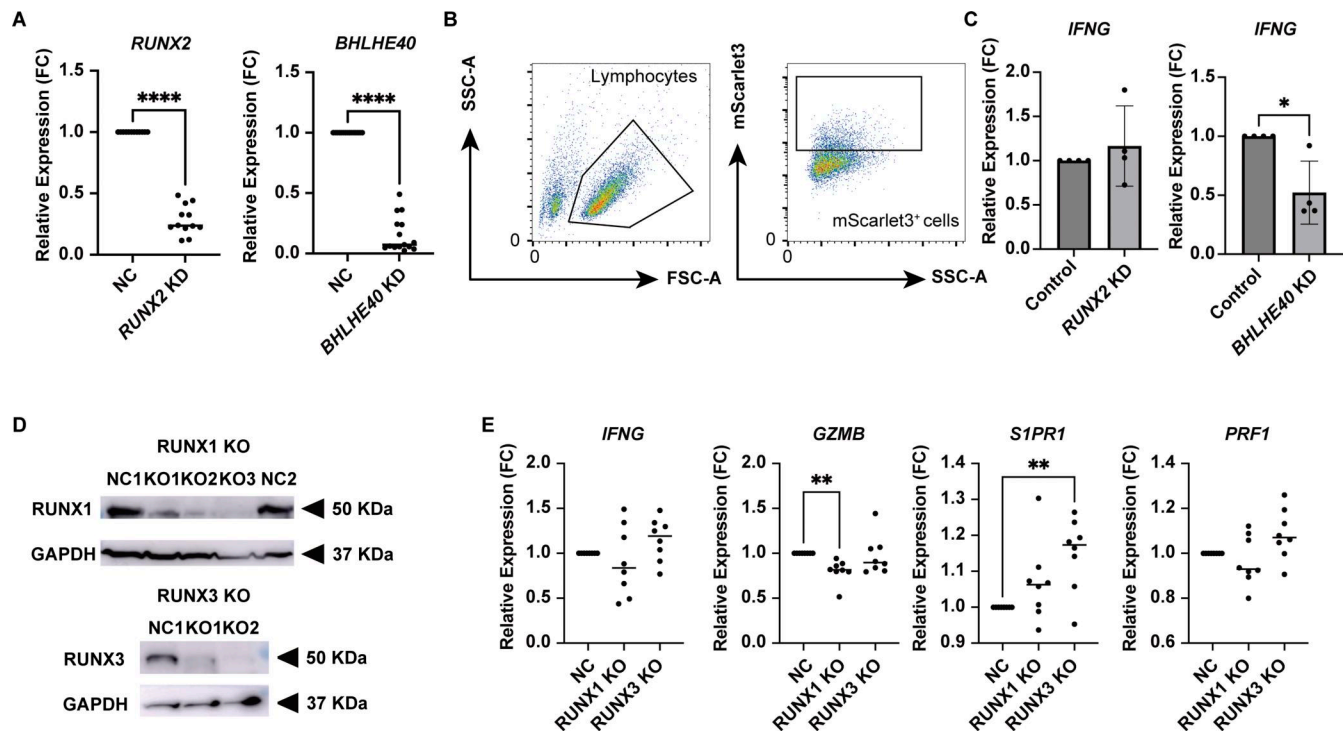 A
RUNX2
Relative Expression (FC)
1.5
1.0
0.5
0
****
NC
RUNX2 KD
BHLHE40
Relative Expression (FC)
1.5
1.0
0.5
0
****
NC
BHLHE40 KD
B
SSC-A
Lymphocytes
0
0
FSC-A
mScarlet3
mScarlet3+ cells
0
0
SSC-A
C
IFNG
Relative Expression (FC)
2.0
1.5
1.0
0.5
0.0
Control
RUNX2 KD
IFNG
Relative Expression (FC)
1.5
1.0
0.5
0.0
*
Control
BHLHE40 KD
D
RUNX1 KO
NC1 KO1 KO2 KO3 NC2
RUNX1 50 KDa
GAPDH 37 KDa
RUNX3 KO
NC1 KO1 KO2
RUNX3 50 KDa
GAPDH 37 KDa
E
IFNG
Relative Expression (FC)
2.0
1.5
1.0
0.5
0.0
NC
RUNX1 KO
RUNX3 KO
GZMB
Relative Expression (FC)
2.0
1.5
1.0
0.5
0.0
**
NC
RUNX1 KO
RUNX3 KO
S1PR1
Relative Expression (FC)
1.4
1.3
1.2
1.1
1.0
0.9
**
NC
RUNX1 KO
RUNX3 KO
PRF1
Relative Expression (FC)
1.4
1.2
1.0
0.8
0.6
NC
RUNX1 KO
RUNX3 KO